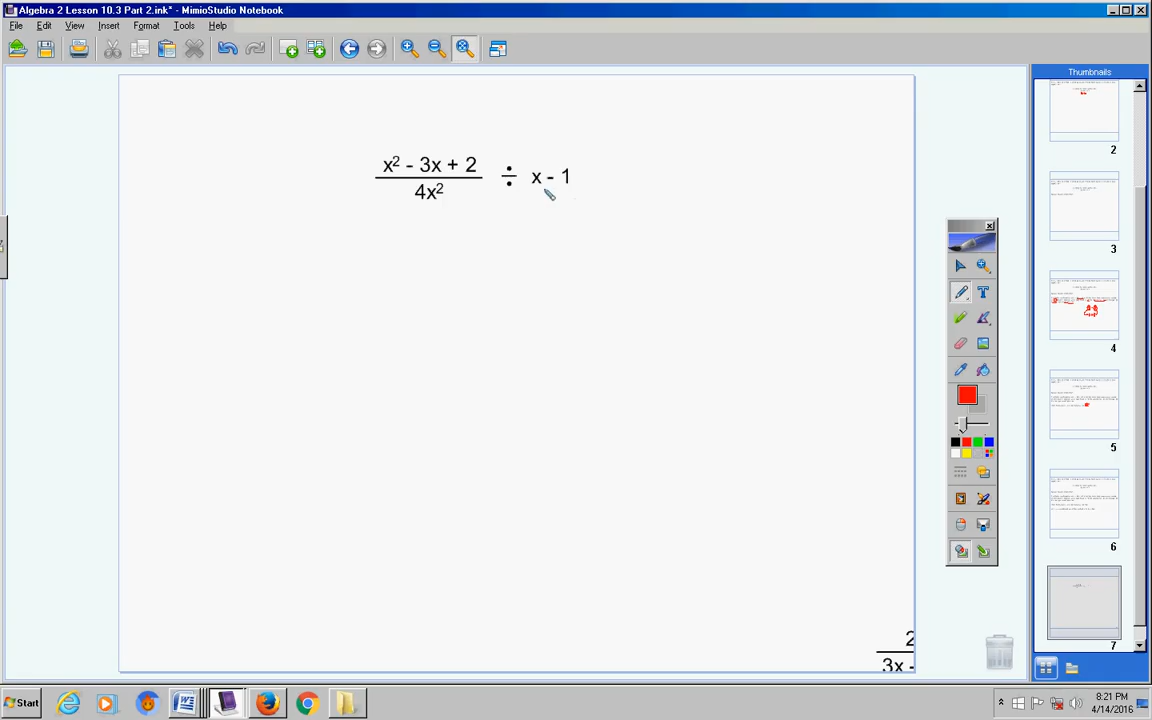 Algebra 2 Lesson 10.3 Part 2.ink* - MimioStudio Notebook
File Edit View Insert Format Tools Help
Thumbnails
x² - 3x + 2
÷ x - 1
4x²
2
3
4
5
6
7
2
3x -
Start
8:21 PM
4/14/2016